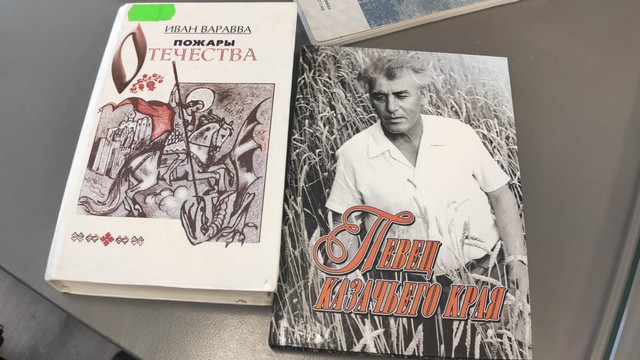 ИВАН ВАРАВВА
ПОЖАРЫ
ОТЕЧЕСТВА
ПЕВЕЦ
КАЗАЧЬЕГО КРАЯ